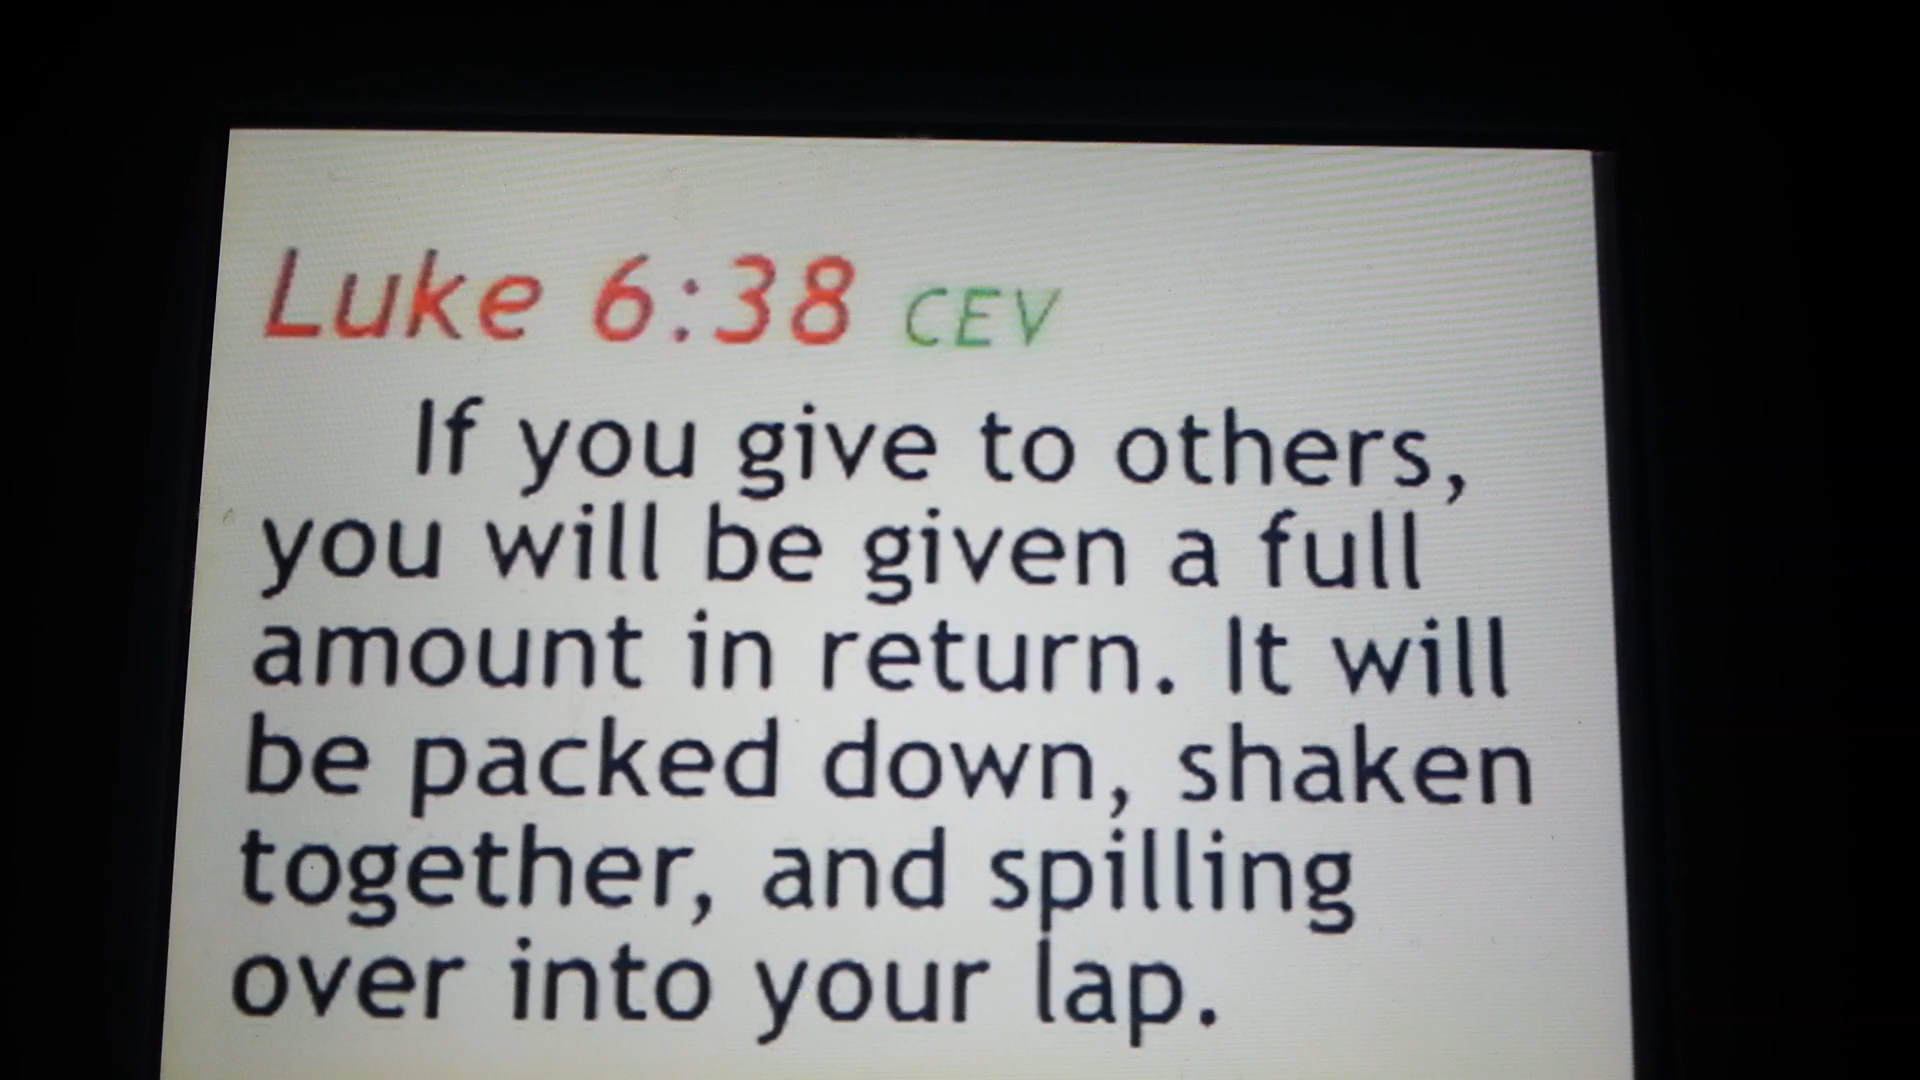 Luke 6:38 CEV
If you give to others,
you will be given a full
amount in return. It will
be packed down, shaken
together, and spilling
over into your lap.